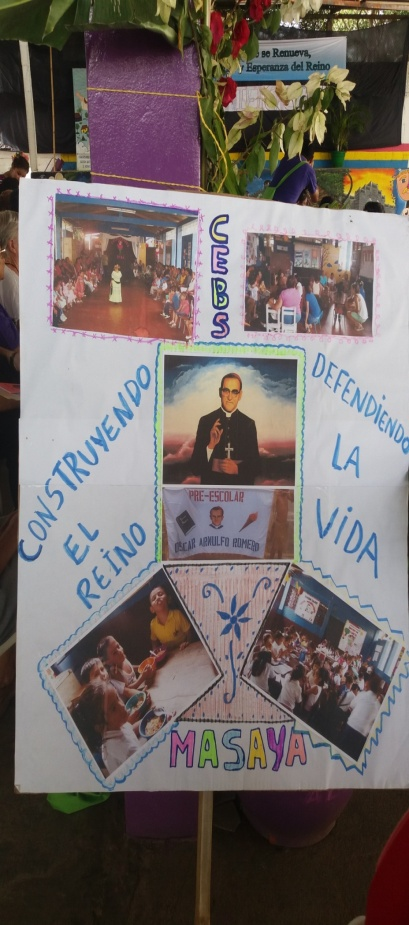 se Renueva,
Esperanza del Reino
CEBS
CONSTRUYENDO
EL
REINO
DEFENDIENDO
LA
VIDA
PRE-ESCOLAR
OSCAR ARNULFO ROMERO
MASAYA